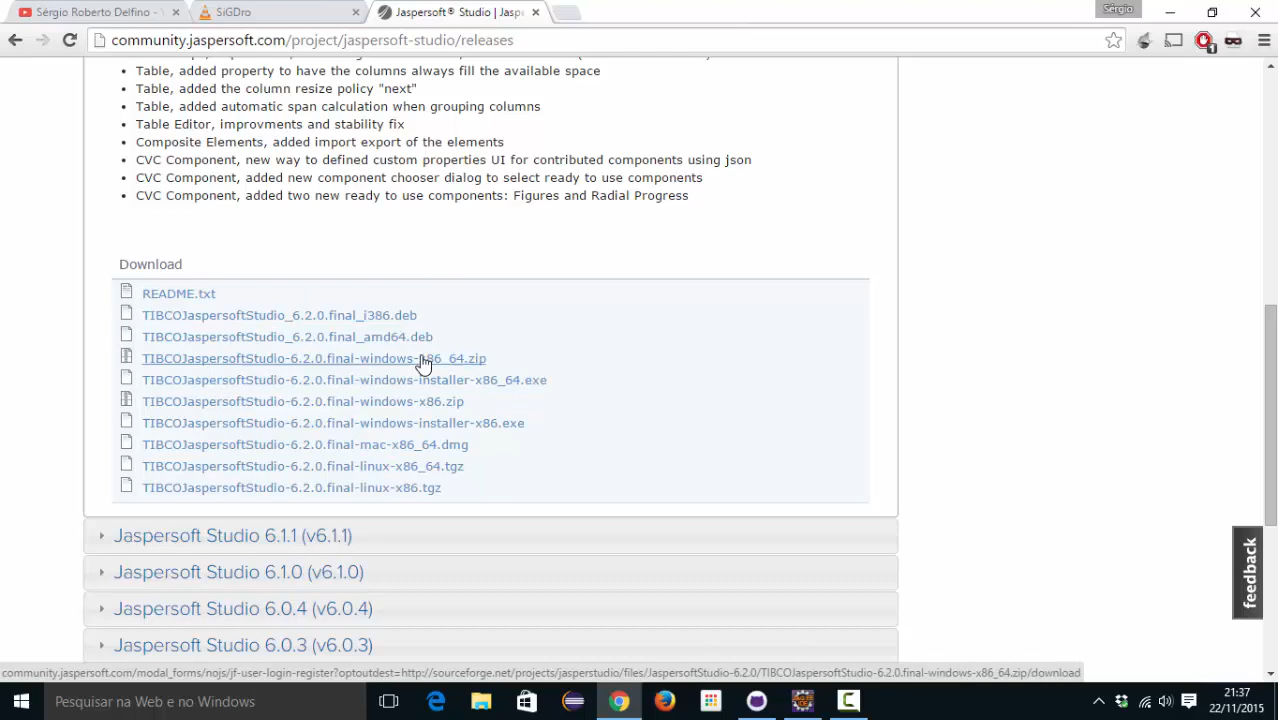 Sérgio Roberto Delfino -
SiGDro
Jaspersoft® Studio | Jasp
Sérgio
community.jaspersoft.com/project/jaspersoft-studio/releases
Table, added property to have the columns always fill the available space
Table, added the column resize policy "next"
Table, added automatic span calculation when grouping columns
Table Editor, improvments and stability fix
Composite Elements, added import export of the elements
CVC Component, new way to defined custom properties UI for contributed components using json
CVC Component, added new component chooser dialog to select ready to use components
CVC Component, added two new ready to use components: Figures and Radial Progress
Download
README.txt
TIBCOJaspersoftStudio_6.2.0.final_i386.deb
TIBCOJaspersoftStudio_6.2.0.final_amd64.deb
TIBCOJaspersoftStudio-6.2.0.final-windows-x86_64.zip
TIBCOJaspersoftStudio-6.2.0.final-windows-installer-x86_64.exe
TIBCOJaspersoftStudio-6.2.0.final-windows-x86.zip
TIBCOJaspersoftStudio-6.2.0.final-windows-installer-x86.exe
TIBCOJaspersoftStudio-6.2.0.final-mac-x86_64.dmg
TIBCOJaspersoftStudio-6.2.0.final-linux-x86_64.tgz
TIBCOJaspersoftStudio-6.2.0.final-linux-x86.tgz
Jaspersoft Studio 6.1.1 (v6.1.1)
Jaspersoft Studio 6.1.0 (v6.1.0)
Jaspersoft Studio 6.0.4 (v6.0.4)
Jaspersoft Studio 6.0.3 (v6.0.3)
feedback
community.jaspersoft.com/modal_forms/nojs/jf-user-login-register?optoutdest=http://sourceforge.net/projects/jasperstudio/files/JaspersoftStudio-6.2.0/TIBCOJaspersoftStudio-6.2.0.final-windows-x86_64.zip/download
Pesquisar na Web e no Windows
21:37
22/11/2015